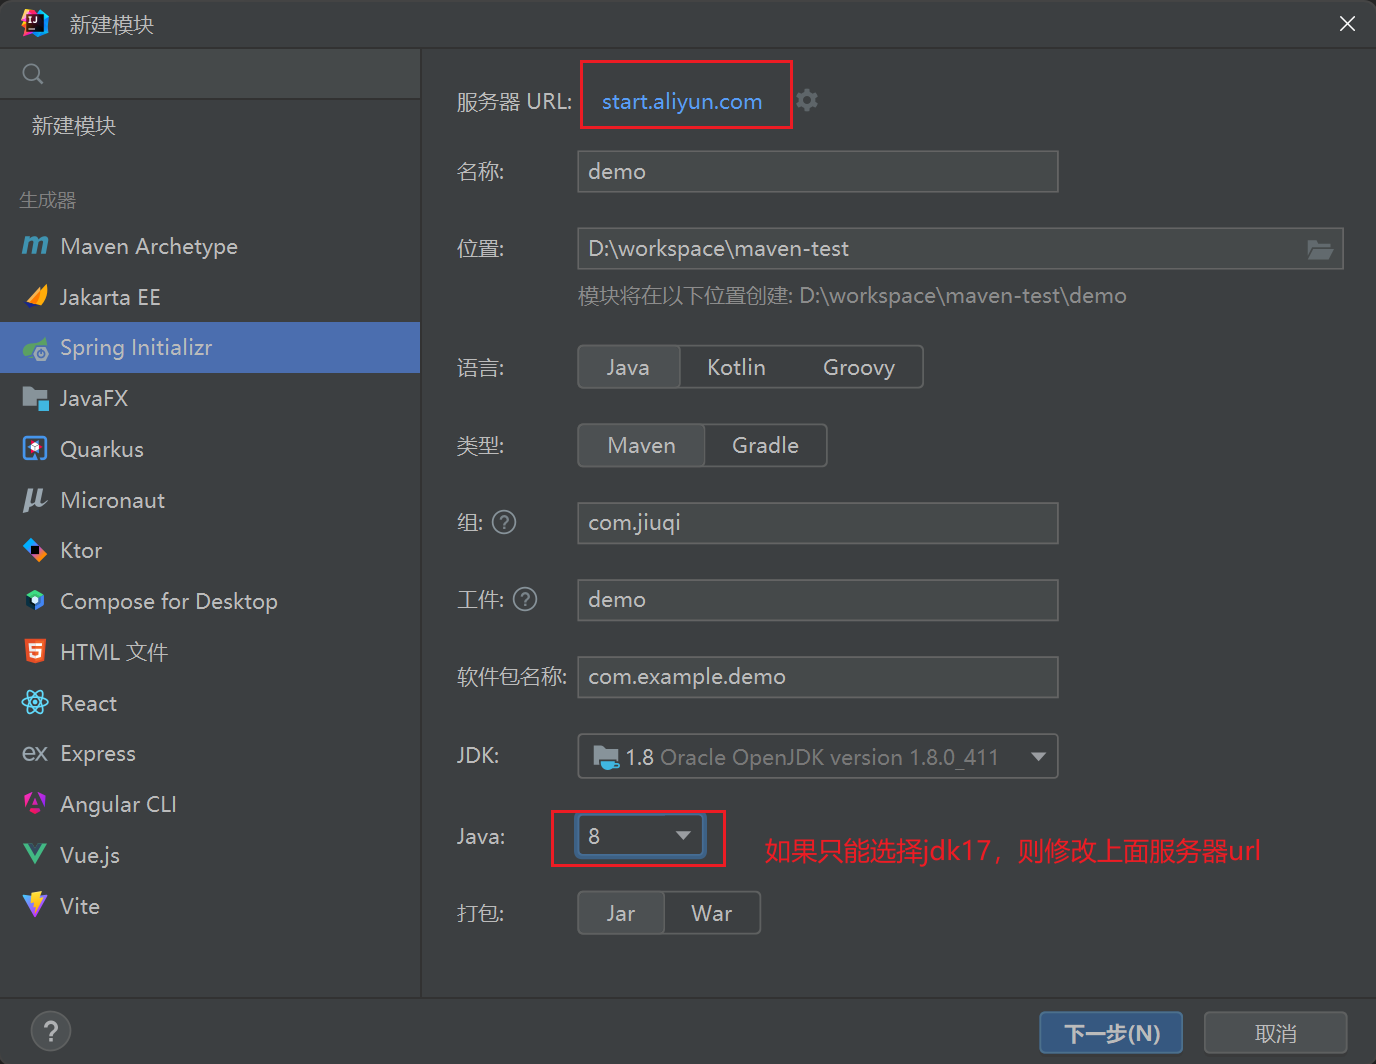 新建模块
新建模块
生成器
Maven Archetype
Jakarta EE
Spring Initializr
JavaFX
Quarkus
Micronaut
Ktor
Compose for Desktop
HTML 文件
React
Express
Angular CLI
Vue.js
Vite
服务器 URL: start.aliyun.com
名称: demo
位置: D:\workspace\maven-test
模块将在以下位置创建: D:\workspace\maven-test\demo
语言: Java Kotlin Groovy
类型: Maven Gradle
组: ? com.jiuqi
工件: ? demo
软件包名称: com.example.demo
JDK: 1.8 Oracle OpenJDK version 1.8.0_411
Java: 8 如果只能选择jdk17，则修改上面服务器url
打包: Jar War
? 下一步(N) 取消